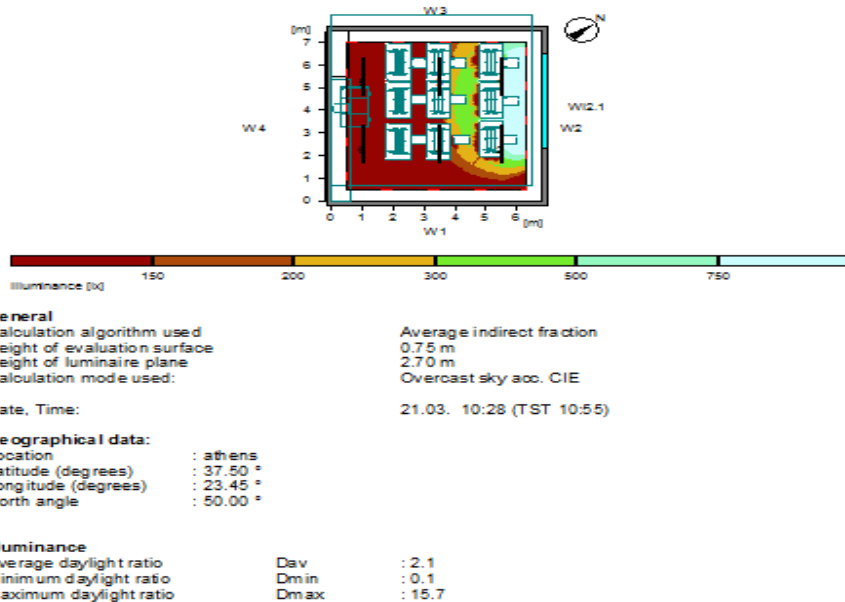 W3
N
[m]
7
6
5
4
3
2
1
0
W4
WI2.1
W2
0 1 2 3 4 5 6 [m]
W1
150 200 300 500 750
Illuminance [lx]
eneral
alculation algorithm used Average indirect fraction
eight of evaluation surface 0.75 m
eight of luminaire plane 2.70 m
alculation mode used: Overcast sky acc. CIE
ate, Time: 21.03. 10:28 (TST 10:55)
eographical data:
ocation : athens
atitude (degrees) : 37.50 °
ongitude (degrees) : 23.45 °
orth angle : 50.00 °
luminance
verage daylight ratio Dav : 2.1
inimum daylight ratio Dmin : 0.1
aximum daylight ratio Dmax : 15.7